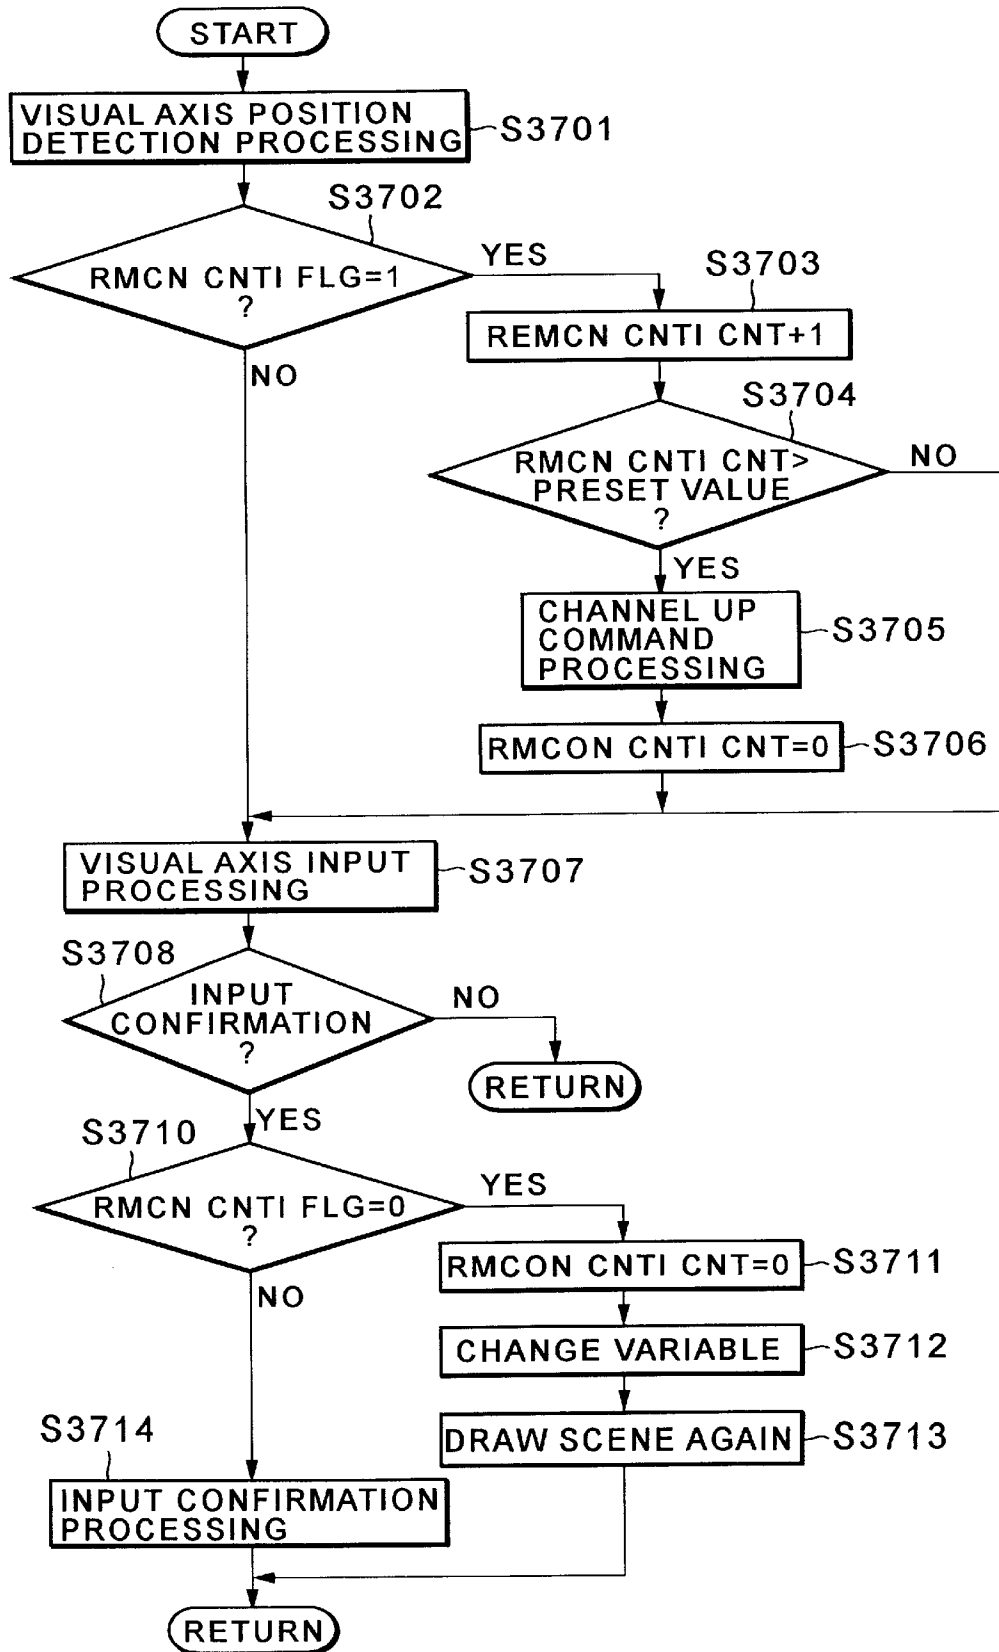 START
VISUAL AXIS POSITION
DETECTION PROCESSING
S3701
S3702
RMCN CNTI FLG=1
?
YES
NO
S3703
REMCN CNTI CNT+1
S3704
RMCN CNTI CNT>
PRESET VALUE
?
NO
YES
CHANNEL UP
COMMAND
PROCESSING
S3705
RMCON CNTI CNT=0
S3706
VISUAL AXIS INPUT
PROCESSING
S3707
S3708
INPUT
CONFIRMATION
?
NO
RETURN
YES
S3710
RMCN CNTI FLG=0
?
YES
NO
RMCON CNTI CNT=0
S3711
CHANGE VARIABLE
S3712
DRAW SCENE AGAIN
S3713
S3714
INPUT CONFIRMATION
PROCESSING
RETURN